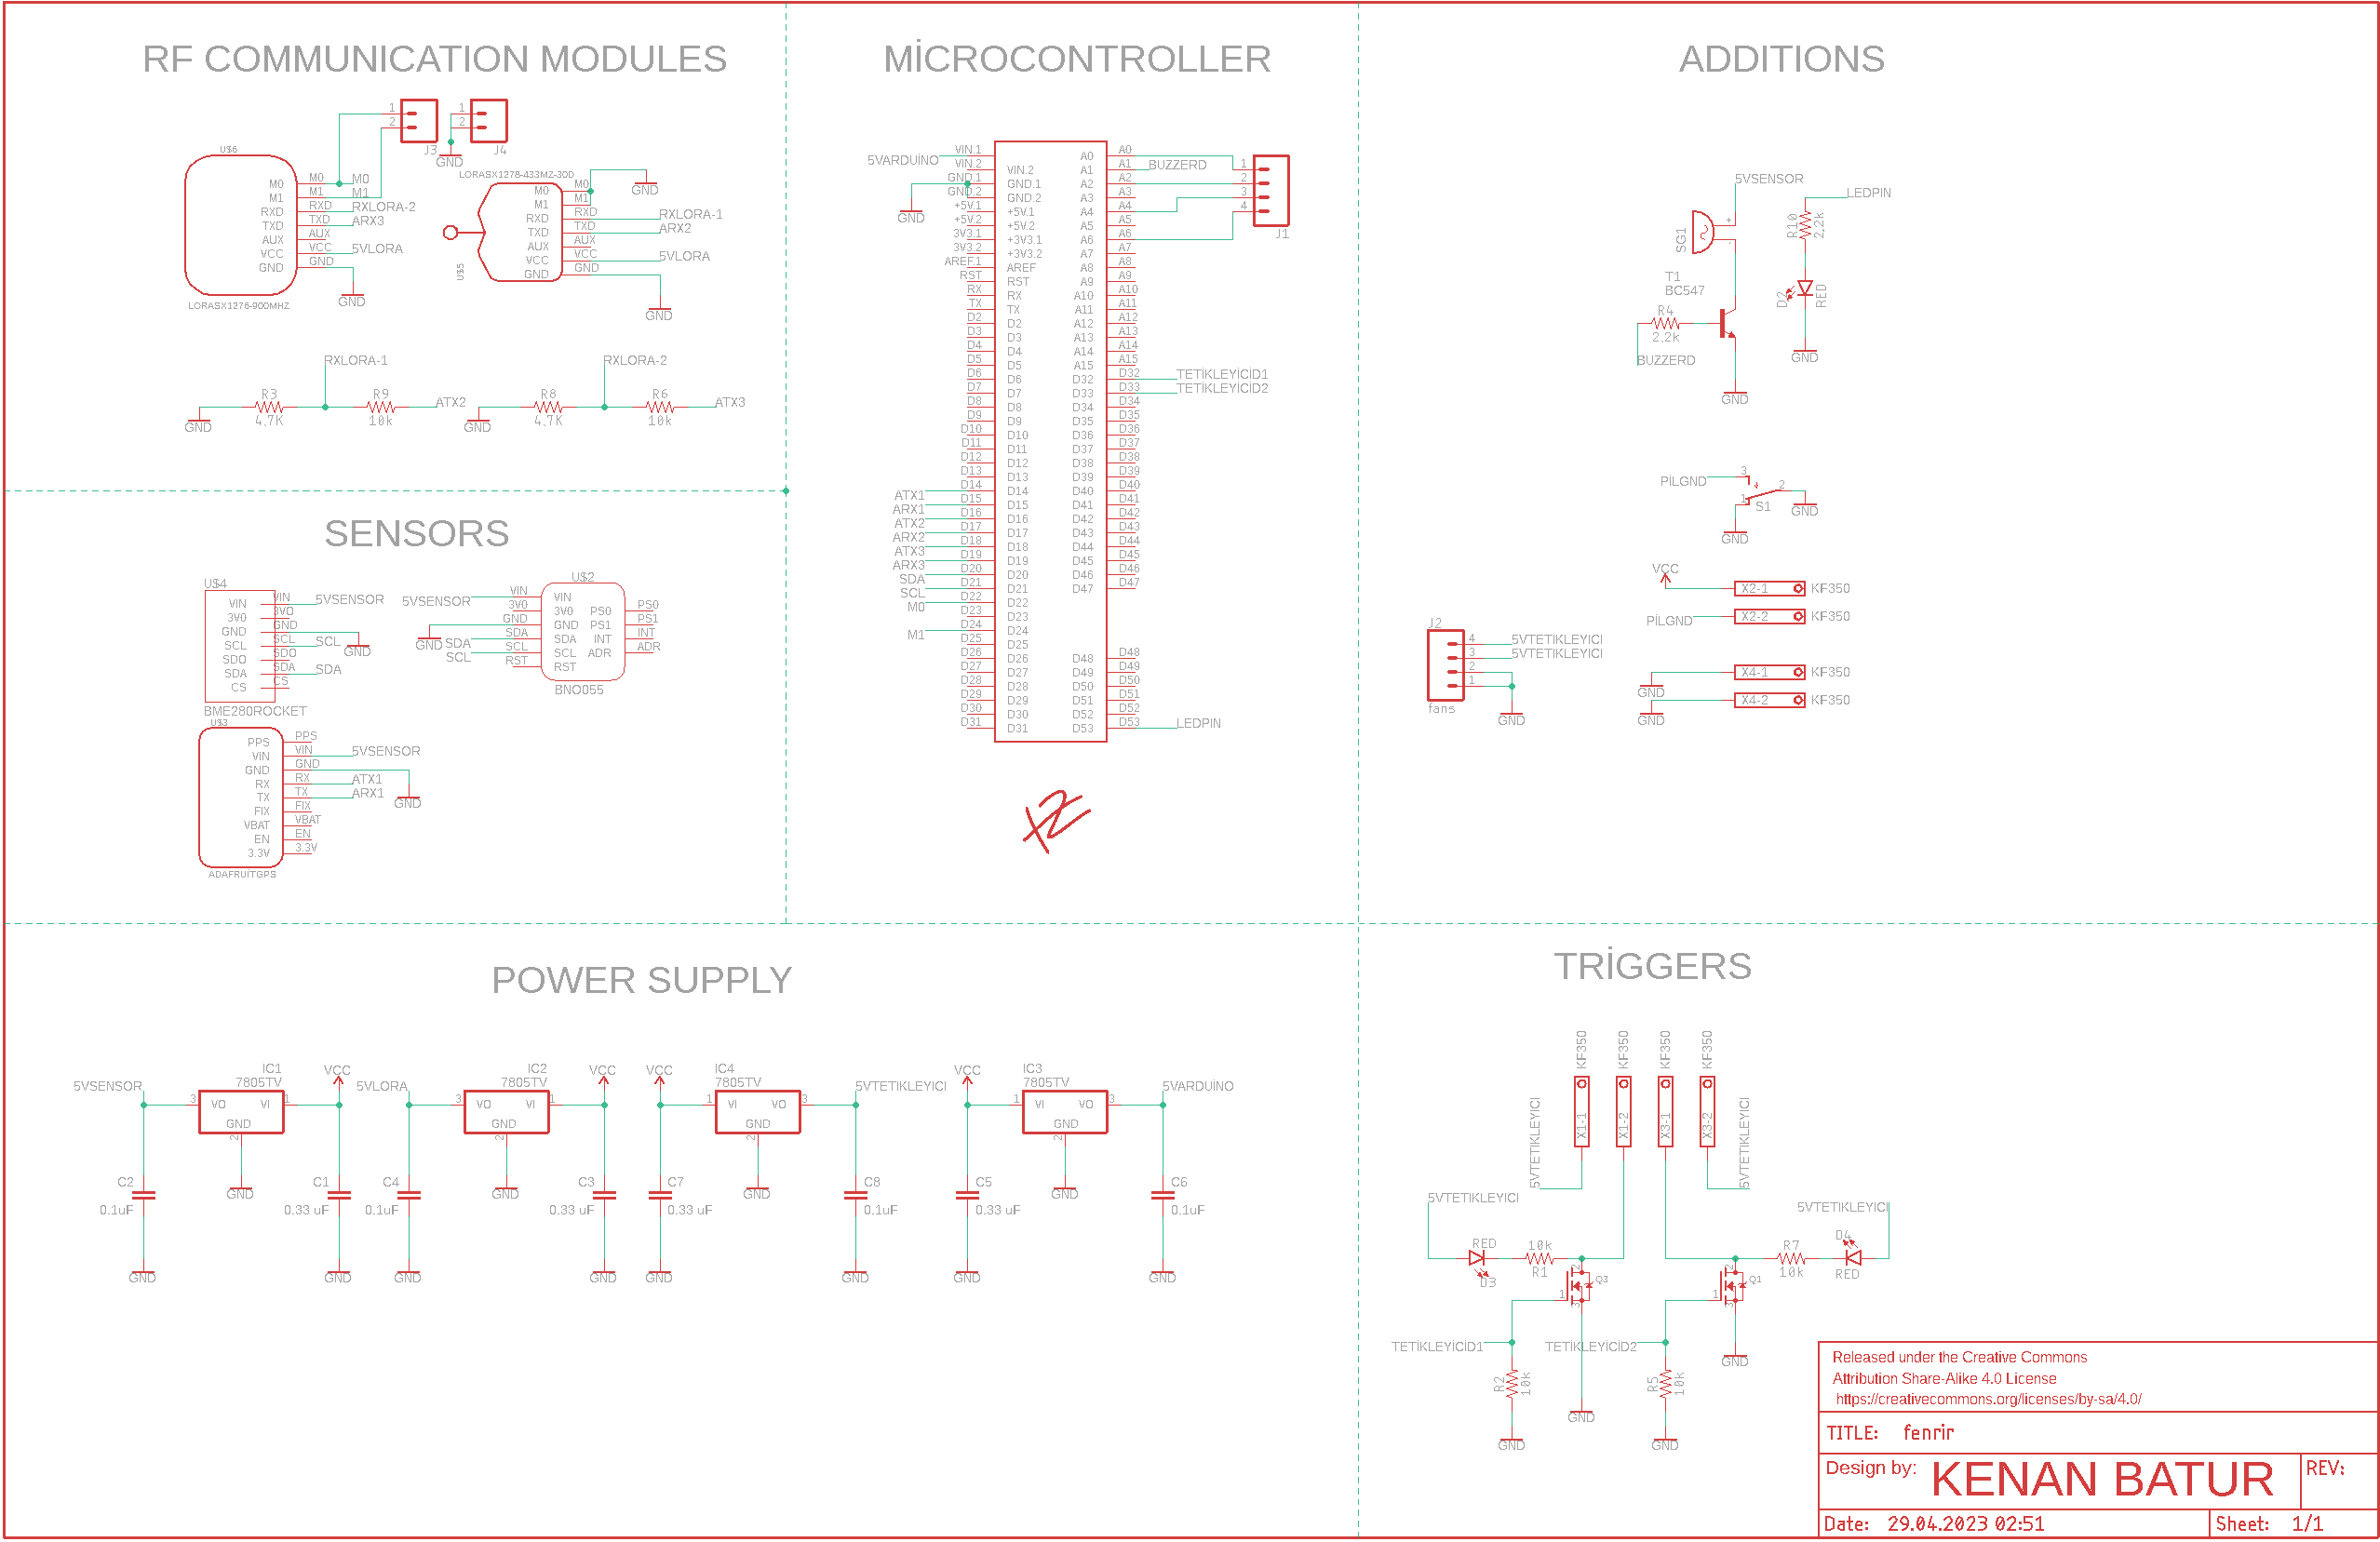 RF COMMUNICATION MODULES
MİCROCONTROLLER
ADDITIONS
U$6
M0
M1
RXD
TXD
AUX
VCC
GND
M0
M1
RXD
TXD
AUX
VCC
GND
M0
M1
RXLORA-2
ARX3
5VLORA
GND
LORASX1276-900MHZ
1
2
J3
1
2
J4
GND
LORASX1278-433MZ-30D
M0
M1
RXD
TXD
AUX
VCC
GND
M0
M1
RXD
TXD
AUX
VCC
GND
GND
RXLORA-1
ARX2
5VLORA
GND
U$5
RXLORA-1
R3
4,7K
R9
10k
ATX2
GND
RXLORA-2
R8
4,7K
R6
10k
ATX3
GND
SENSORS
U$4
VIN
3V0
GND
SCL
SDO
SDA
CS
VIN
3VO
GND
SCL
SDO
SDA
CS
5VSENSOR
SCL
GND
SDA
BME280ROCKET
U$2
5VSENSOR
VIN
3V0
GND
SDA
SCL
RST
VIN
3V0
GND
SDA
SCL
RST
PS0
PS1
INT
ADR
PS0
PS1
INT
ADR
GND
SDA
SCL
BNO055
U$3
PPS
VIN
GND
RX
TX
FIX
VBAT
EN
3.3V
PPS
VIN
GND
RX
TX
FIX
VBAT
EN
3.3V
5VSENSOR
ATX1
ARX1
GND
ADAFRUİTGPS
5VARDUİNO
GND
VIN.1
VIN.2
GND.1
GND.2
+5V.1
+5V.2
3V3.1
3V3.2
AREF.1
RST
RX
TX
D2
D3
D4
D5
D6
D7
D8
D9
D10
D11
D12
D13
D14
D15
D16
D17
D18
D19
D20
D21
D22
D23
D24
D25
D26
D27
D28
D29
D30
D31
ATX1
ARX1
ATX2
ARX2
ATX3
ARX3
SDA
SCL
M0
M1
VIN.2
GND.1
GND.2
+5V.1
+5V.2
+3V3.1
+3V3.2
AREF
RST
RX
TX
D2
D3
D4
D5
D6
D7
D8
D9
D10
D11
D12
D13
D14
D15
D16
D17
D18
D19
D20
D21
D22
D23
D24
D25
D26
D27
D28
D29
D30
D31
A0
A1
A2
A3
A4
A5
A6
A7
A8
A9
A10
A11
A12
A13
A14
A15
D32
D33
D34
D35
D36
D37
D38
D39
D40
D41
D42
D43
D44
D45
D46
D47
D48
D49
D50
D51
D52
D53
A0
A1
A2
A3
A4
A5
A6
A7
A8
A9
A10
A11
A12
A13
A14
A15
D32
D33
D34
D35
D36
D37
D38
D39
D40
D41
D42
D43
D44
D45
D46
D47
D48
D49
D50
D51
D52
D53
BUZZERD
1
2
3
4
J1
TETİKLEYİCİD1
TETİKLEYİCİD2
LEDPIN
5VSENSOR
SG1
+
-
T1
BC547
R4
2,2k
BUZZERD
GND
LEDPIN
R10
2,2k
D2
RED
GND
PİLGND
3
1
2
S1
GND
GND
VCC
X2-1
KF350
PİLGND
X2-2
KF350
X4-1
KF350
GND
X4-2
KF350
GND
J2
4
3
2
1
fans
5VTETIKLEYICI
5VTETIKLEYICI
GND
POWER SUPPLY
5VSENSOR
IC1
7805TV
3
VO
VI
1
GND
2
VCC
C2
0.1uF
GND
C1
0.33 uF
GND
GND
5VLORA
IC2
7805TV
3
VO
VI
1
GND
2
VCC
C4
0.1uF
GND
C3
0.33 uF
GND
GND
VCC
IC4
7805TV
1
VI
VO
3
GND
2
5VTETIKLEYICI
C7
0.33 uF
GND
C8
0.1uF
GND
GND
VCC
IC3
7805TV
1
VI
VO
3
GND
2
5VARDUİNO
C5
0.33 uF
GND
C6
0.1uF
GND
GND
TRİGGERS
KF350
KF350
KF350
KF350
X1-1
X1-2
X3-1
X3-2
5VTETIKLEYICI
5VTETIKLEYICI
5VTETIKLEYICI
RED
D3
10k
R1
2
1
3
Q3
TETİKLEYİCİD1
R2
10k
GND
GND
5VTETIKLEYICI
D4
RED
R7
10k
2
1
3
Q1
TETİKLEYİCİD2
R5
10k
GND
GND
Released under the Creative Commons
Attribution Share-Alike 4.0 License
https://creativecommons.org/licenses/by-sa/4.0/
TITLE: fenrir
Design by: KENAN BATUR
REV:
Date: 29.04.2023 02:51
Sheet: 1/1